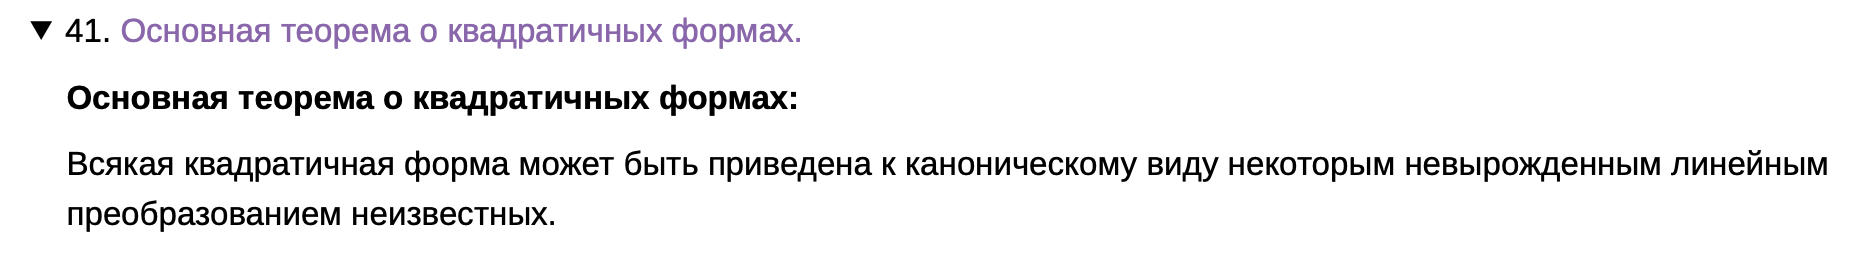 ▼ 41. Основная теорема о квадратичных формах.
Основная теорема о квадратичных формах:
Всякая квадратичная форма может быть приведена к каноническому виду некоторым невырожденным линейным
преобразованием неизвестных.